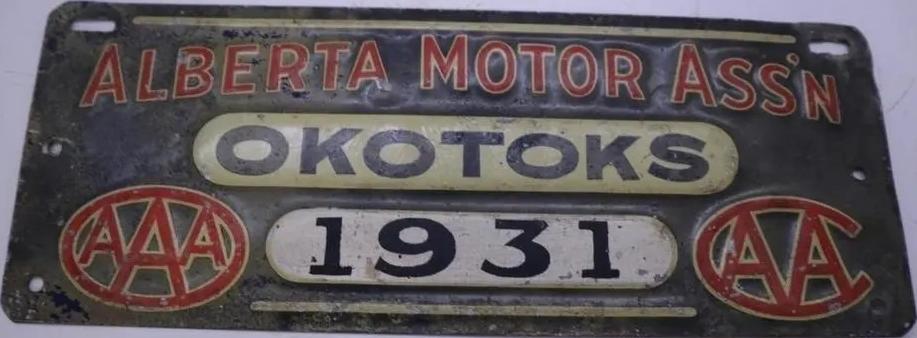 ALBERTA MOTOR ASS'N
OKOTOKS
AAA
1931
CAA